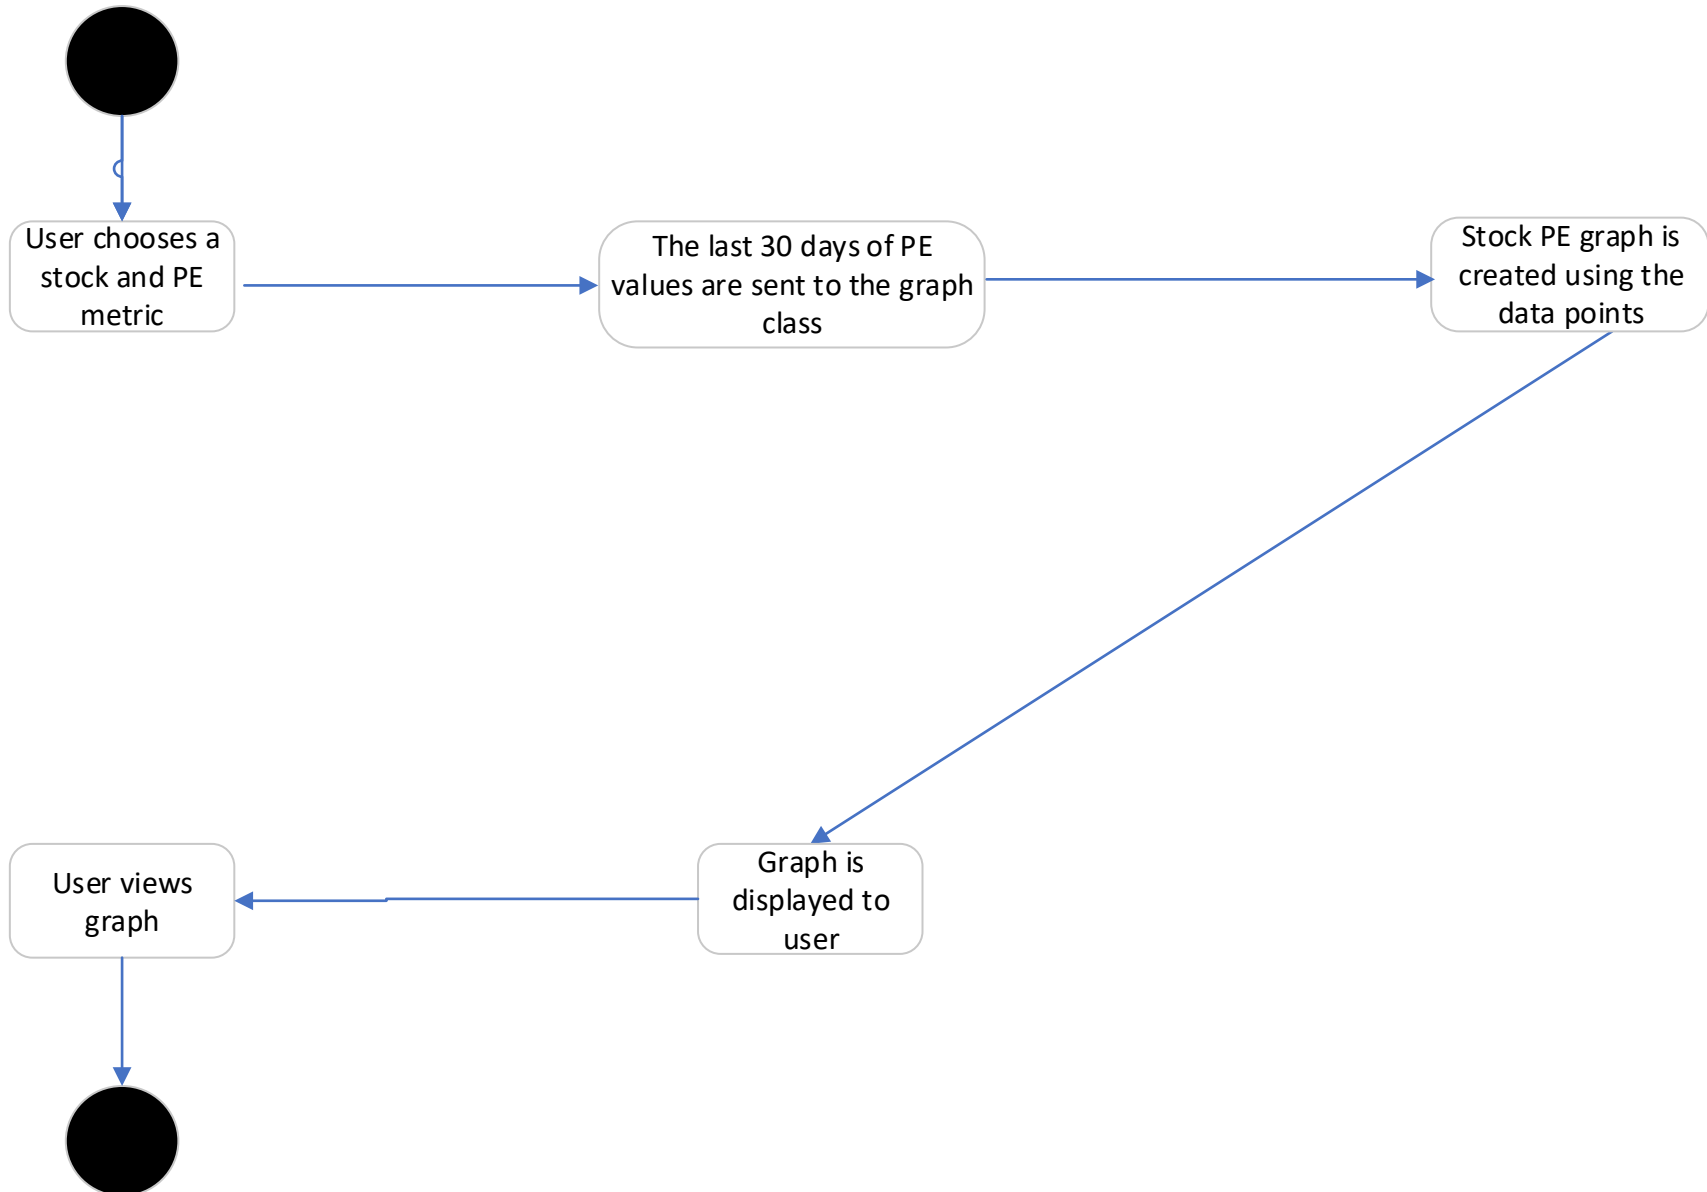 User chooses a
stock and PE
metric
The last 30 days of PE
values are sent to the graph
class
Stock PE graph is
created using the
data points
Graph is
displayed to
user
User views
graph